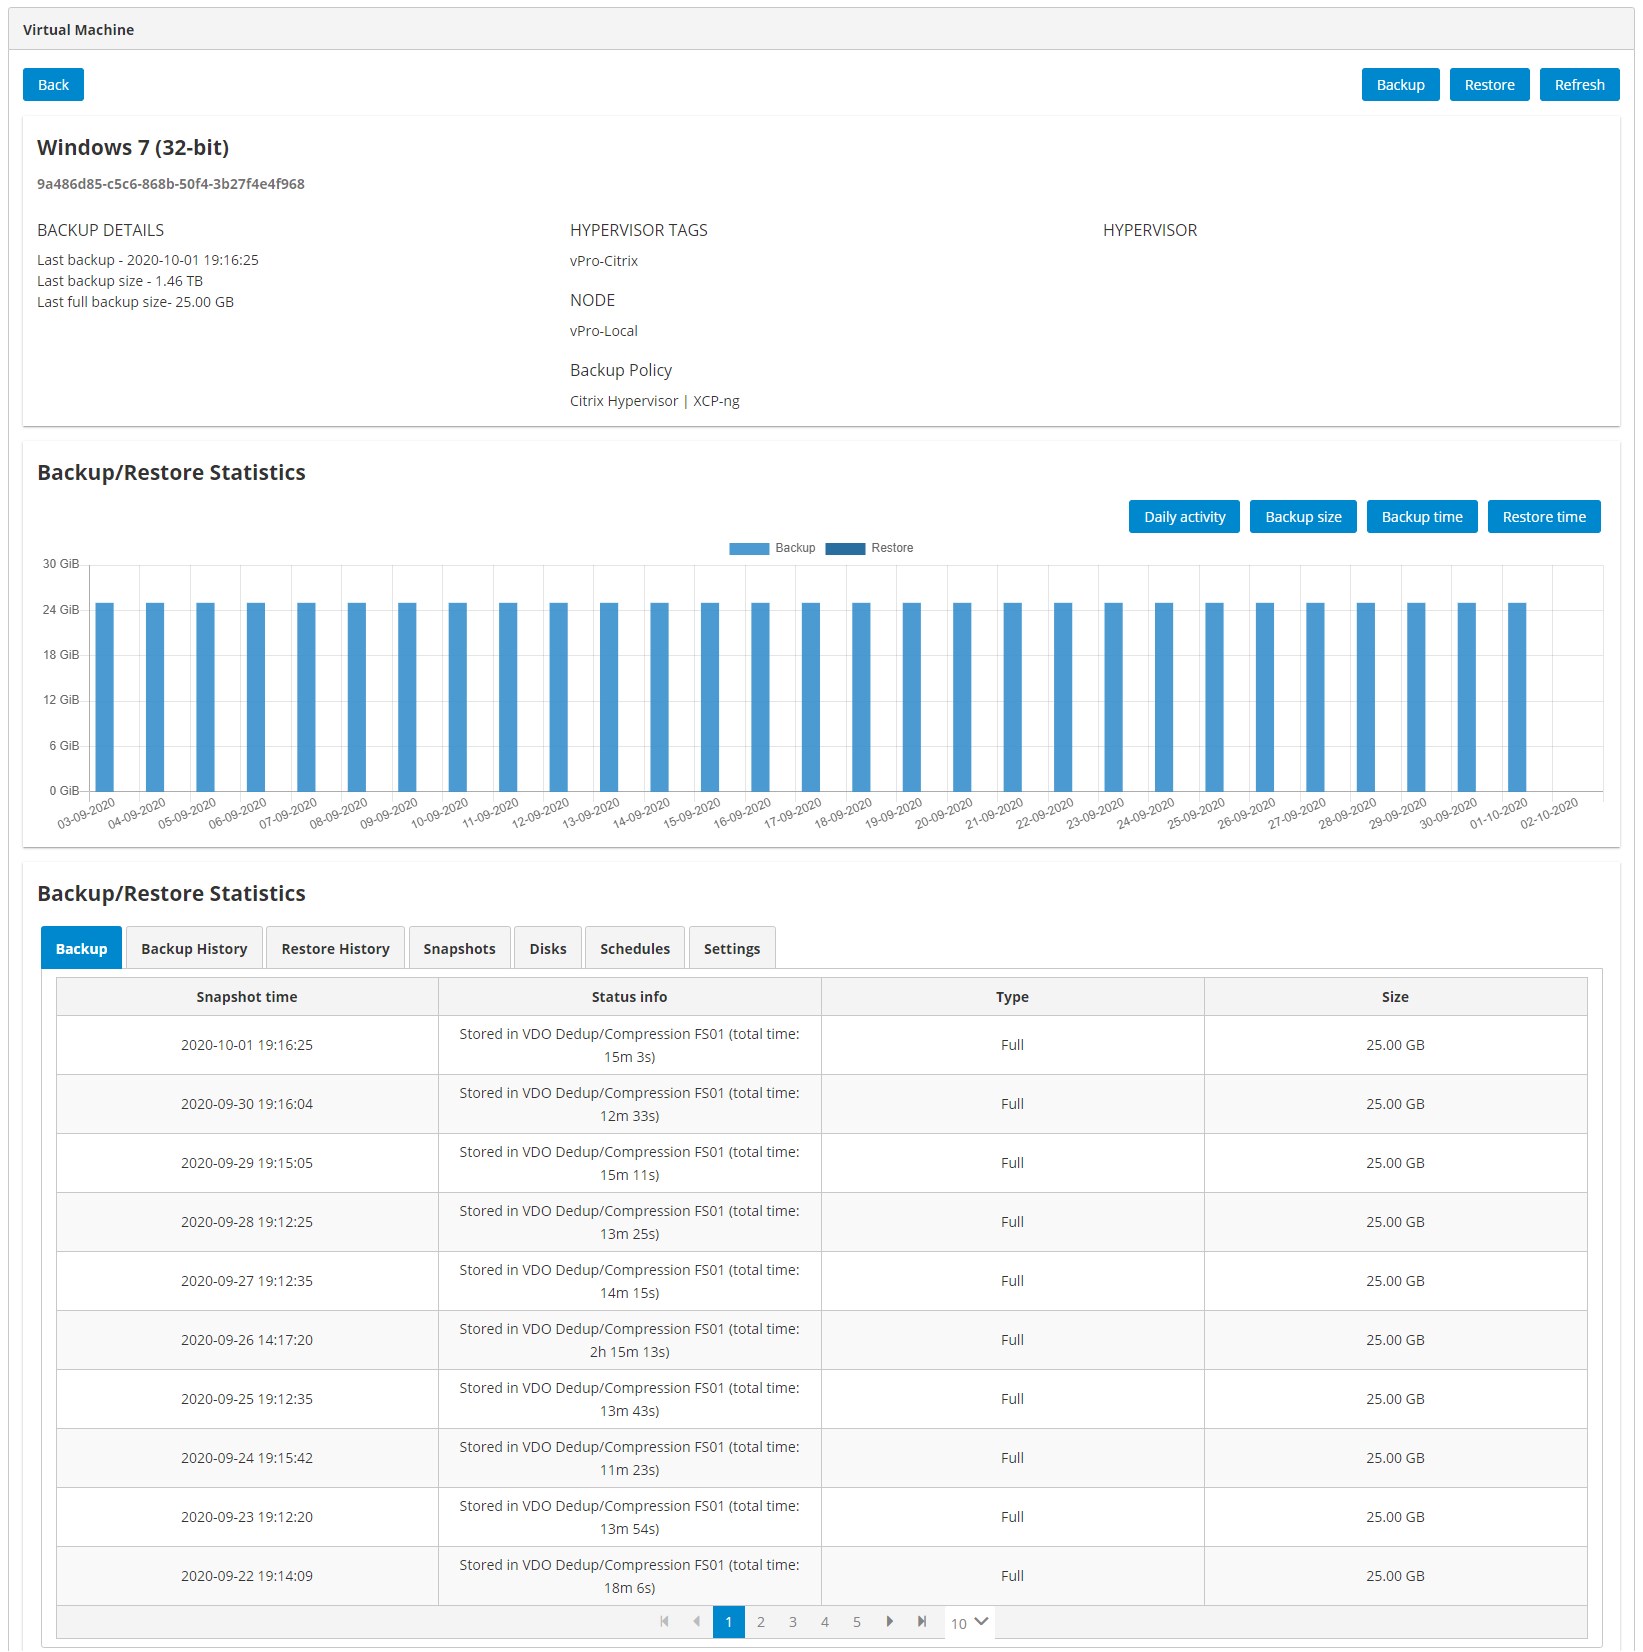 Virtual Machine
Back Backup Restore Refresh
Windows 7 (32-bit)
9a486d85-c5c6-868b-50f4-3b27f4e4f968
BACKUP DETAILS
Last backup - 2020-10-01 19:16:25
Last backup size - 1.46 TB
Last full backup size- 25.00 GB
HYPERVISOR TAGS
vPro-Citrix
NODE
vPro-Local
Backup Policy
Citrix Hypervisor | XCP-ng
HYPERVISOR
Backup/Restore Statistics
Daily activity Backup size Backup time Restore time
Backup Restore
30 GiB
24 GiB
18 GiB
12 GiB
6 GiB
0 GiB
03-09-2020 04-09-2020 05-09-2020 06-09-2020 07-09-2020 08-09-2020 09-09-2020 10-09-2020 11-09-2020 12-09-2020 13-09-2020 14-09-2020 15-09-2020 16-09-2020 17-09-2020 18-09-2020 19-09-2020 20-09-2020 21-09-2020 22-09-2020 23-09-2020 24-09-2020 25-09-2020 26-09-2020 27-09-2020 28-09-2020 29-09-2020 30-09-2020 01-10-2020 02-10-2020
Backup/Restore Statistics
Backup Backup History Restore History Snapshots Disks Schedules Settings
Snapshot time Status info Type Size
2020-10-01 19:16:25 Stored in VDO Dedup/Compression FS01 (total time: Full 25.00 GB
15m 3s)
2020-09-30 19:16:04 Stored in VDO Dedup/Compression FS01 (total time: Full 25.00 GB
12m 33s)
2020-09-29 19:15:05 Stored in VDO Dedup/Compression FS01 (total time: Full 25.00 GB
15m 11s)
2020-09-28 19:12:25 Stored in VDO Dedup/Compression FS01 (total time: Full 25.00 GB
13m 25s)
2020-09-27 19:12:35 Stored in VDO Dedup/Compression FS01 (total time: Full 25.00 GB
14m 15s)
2020-09-26 14:17:20 Stored in VDO Dedup/Compression FS01 (total time: Full 25.00 GB
2h 15m 13s)
2020-09-25 19:12:35 Stored in VDO Dedup/Compression FS01 (total time: Full 25.00 GB
13m 43s)
2020-09-24 19:15:42 Stored in VDO Dedup/Compression FS01 (total time: Full 25.00 GB
11m 23s)
2020-09-23 19:12:20 Stored in VDO Dedup/Compression FS01 (total time: Full 25.00 GB
13m 54s)
2020-09-22 19:14:09 Stored in VDO Dedup/Compression FS01 (total time: Full 25.00 GB
18m 6s)
1 2 3 4 5 10